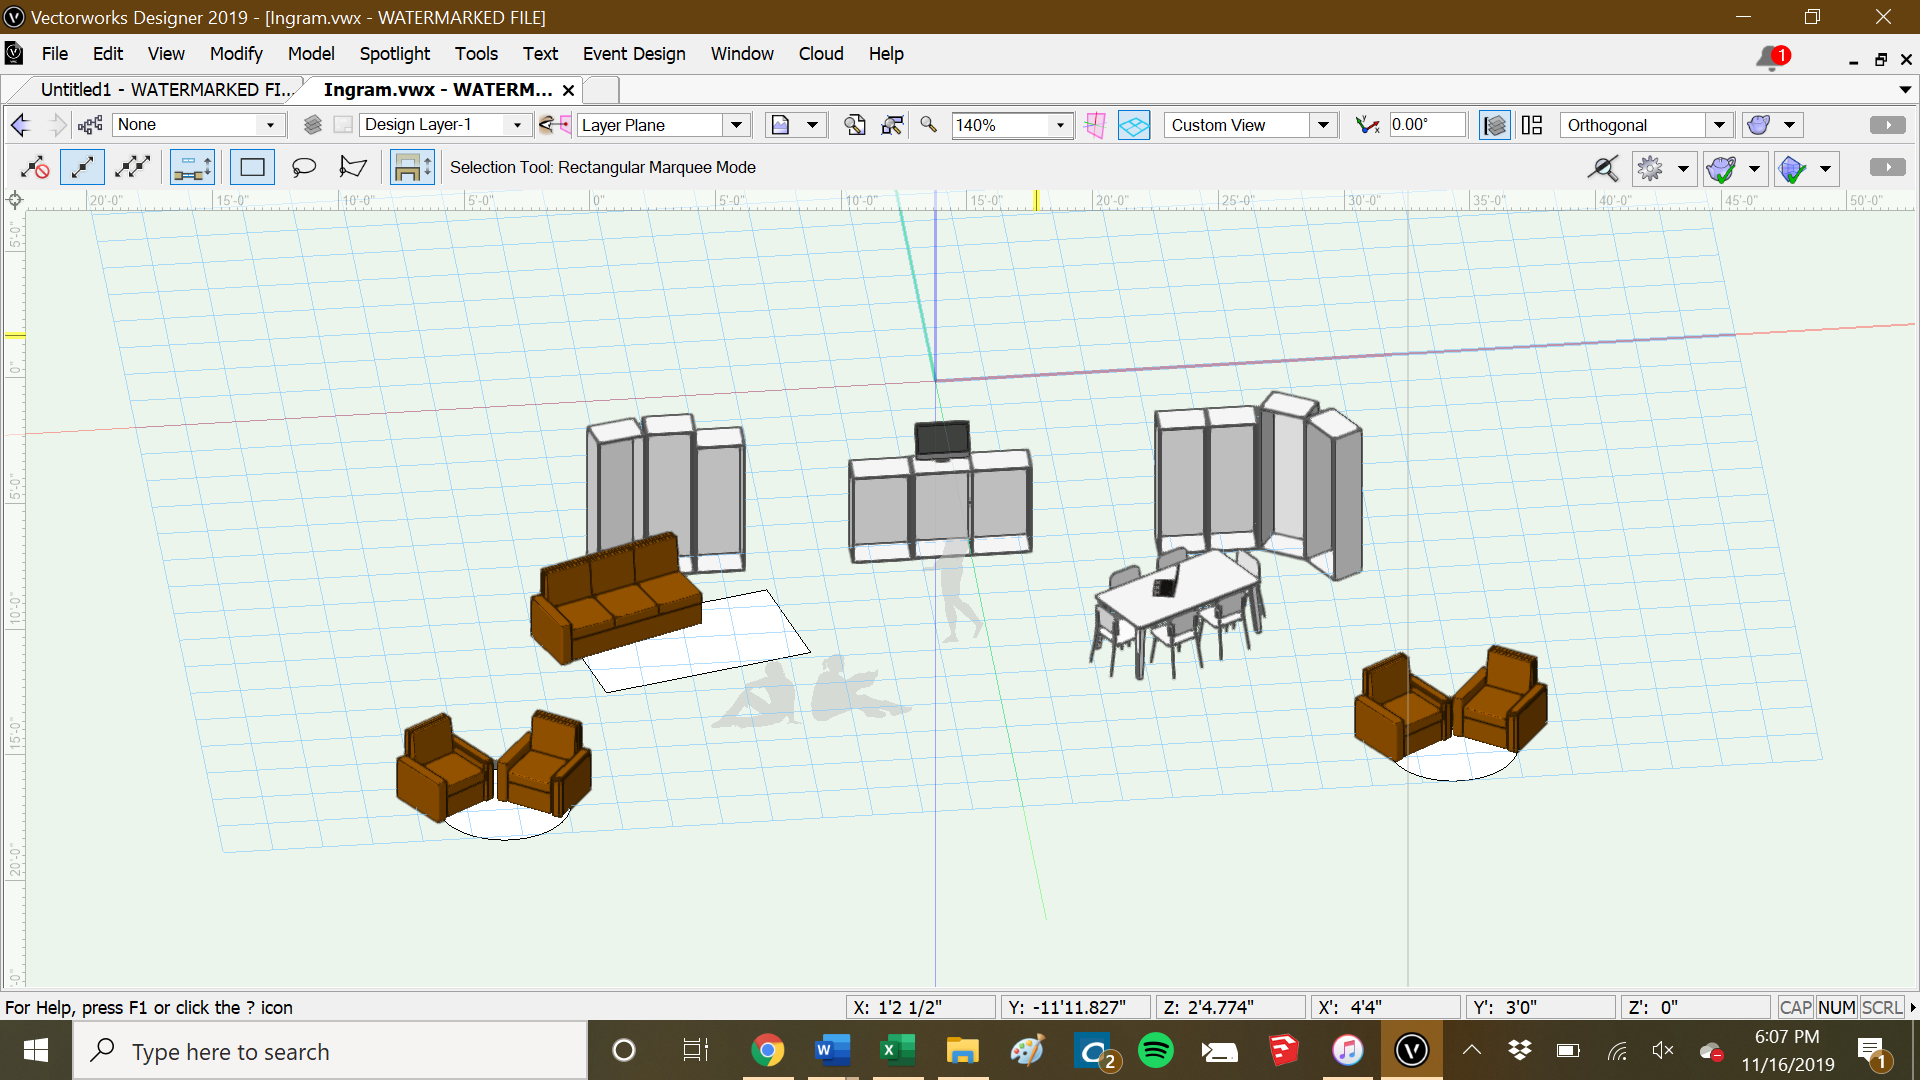 Vectorworks Designer 2019 - [Ingram.vwx - WATERMARKED FILE]
File Edit View Modify Model Spotlight Tools Text Event Design Window Cloud Help
1
Untitled1 - WATERMARKED FI... Ingram.vwx - WATERM...
None Design Layer-1 Layer Plane 140% Custom View 0.00° Orthogonal
Selection Tool: Rectangular Marquee Mode
20'-0" 15'-0" 10'-0" 5'-0" 0" 5'-0" 10'-0" 15'-0" 20'-0" 25'-0" 30'-0" 35'-0" 40'-0" 45'-0" 50'-0"
5'-0"
0"
5'-0"
10'-0"
15'-0"
20'-0"
For Help, press F1 or click the ? icon X: 1'2 1/2" Y: -11'11.827" Z: 2'4.774" X': 4'4" Y': 3'0" Z': 0" CAP NUM SCRL
Type here to search
2
6:07 PM
11/16/2019
1